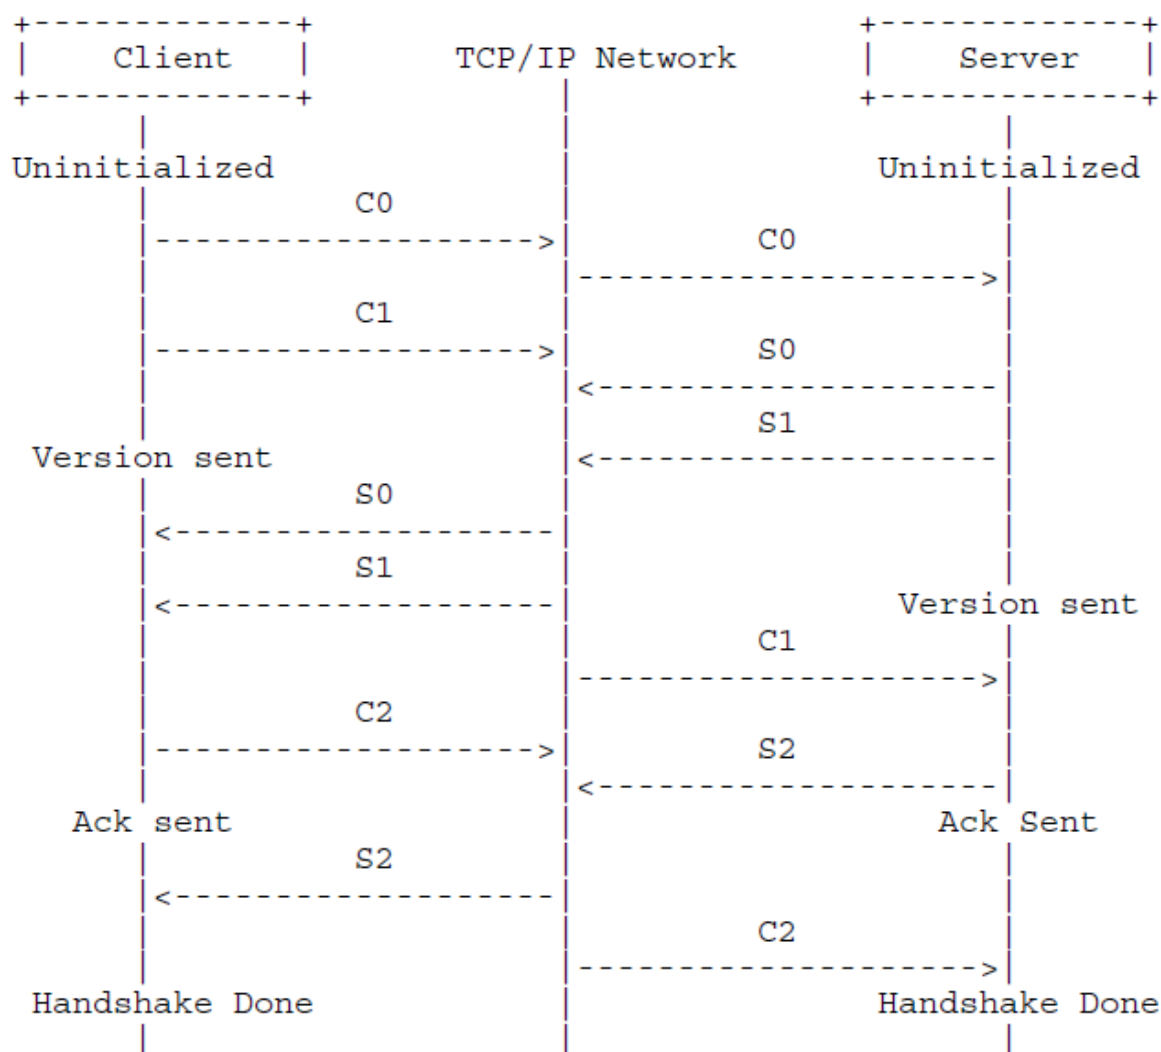 Client TCP/IP Network Server
Uninitialized Uninitialized
C0
C0
C1
S0
S1
Version sent
S0
S1
Version sent
C1
C2
S2
Ack sent Ack Sent
S2
C2
Handshake Done Handshake Done